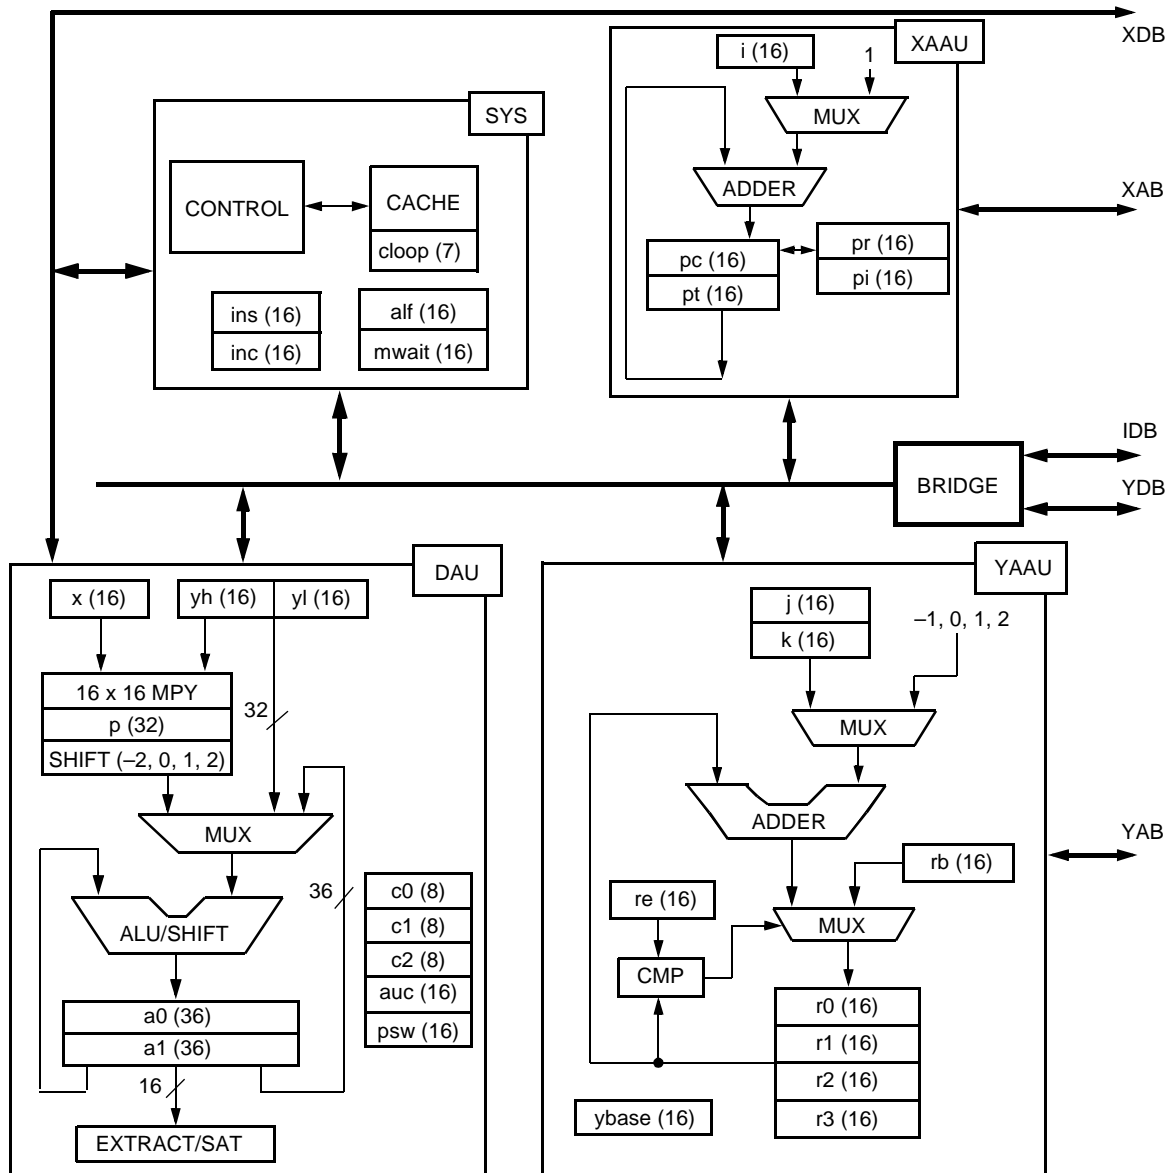 XDB
XAAU
i (16)
1
MUX
ADDER
pc (16)
pt (16)
pr (16)
pi (16)
XAB
SYS
CONTROL
CACHE
cloop (7)
ins (16)
inc (16)
alf (16)
mwait (16)
BRIDGE
IDB
YDB
DAU
x (16)
yh (16)
yl (16)
16 x 16 MPY
p (32)
SHIFT (–2, 0, 1, 2)
32
MUX
ALU/SHIFT
36
a0 (36)
a1 (36)
16
EXTRACT/SAT
c0 (8)
c1 (8)
c2 (8)
auc (16)
psw (16)
YAAU
j (16)
k (16)
–1, 0, 1, 2
MUX
ADDER
YAB
rb (16)
re (16)
MUX
CMP
r0 (16)
r1 (16)
r2 (16)
r3 (16)
ybase (16)